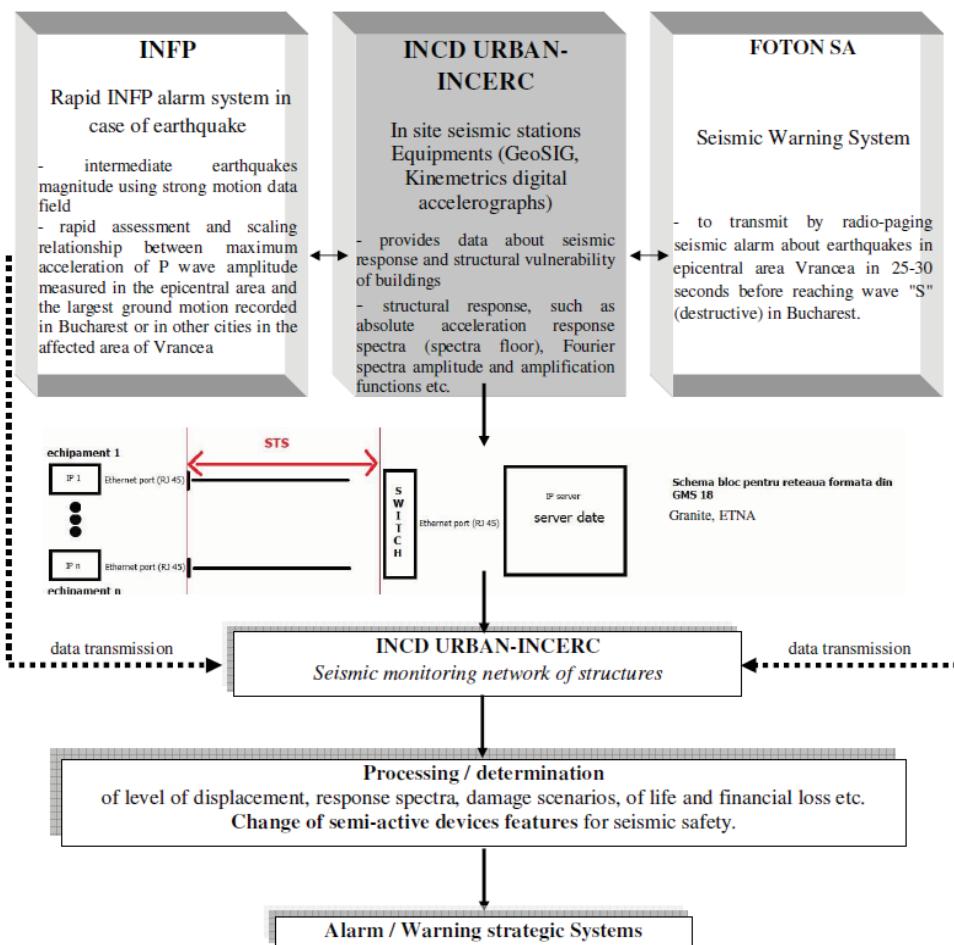 INFP
Rapid INFP alarm system in
case of earthquake
- intermediate earthquakes
magnitude using strong motion data
field
- rapid assessment and scaling
relationship between maximum
acceleration of P wave amplitude
measured in the epicentral area and
the largest ground motion recorded
in Bucharest or in other cities in the
affected area of Vrancea
INCD URBAN-
INCERC
In site seismic stations
Equipments (GeoSIG,
Kinemetrics digital
accelerographs)
- provides data about seismic
response and structural vulnerability
of buildings
- structural response, such as
absolute acceleration response
spectra (spectra floor), Fourier
spectra amplitude and amplification
functions etc.
FOTON SA
Seismic Warning System
- to transmit by radio-paging
seismic alarm about earthquakes in
epicentral area Vrancea in 25-30
seconds before reaching wave "S"
(destructive) in Bucharest.
echipament 1
IP 1
Ethernet port (RJ 45)
STS
IP n
Ethernet port (RJ 45)
echipament n
SWITCH
Ethernet port (RJ 45)
IP server
server date
Schema bloc pentru reteaua formata din
GMS 18
Granite, ETNA
data transmission
INCD URBAN-INCERC
Seismic monitoring network of structures
data transmission
Processing / determination
of level of displacement, response spectra, damage scenarios, of life and financial loss etc.
Change of semi-active devices features for seismic safety.
Alarm / Warning strategic Systems